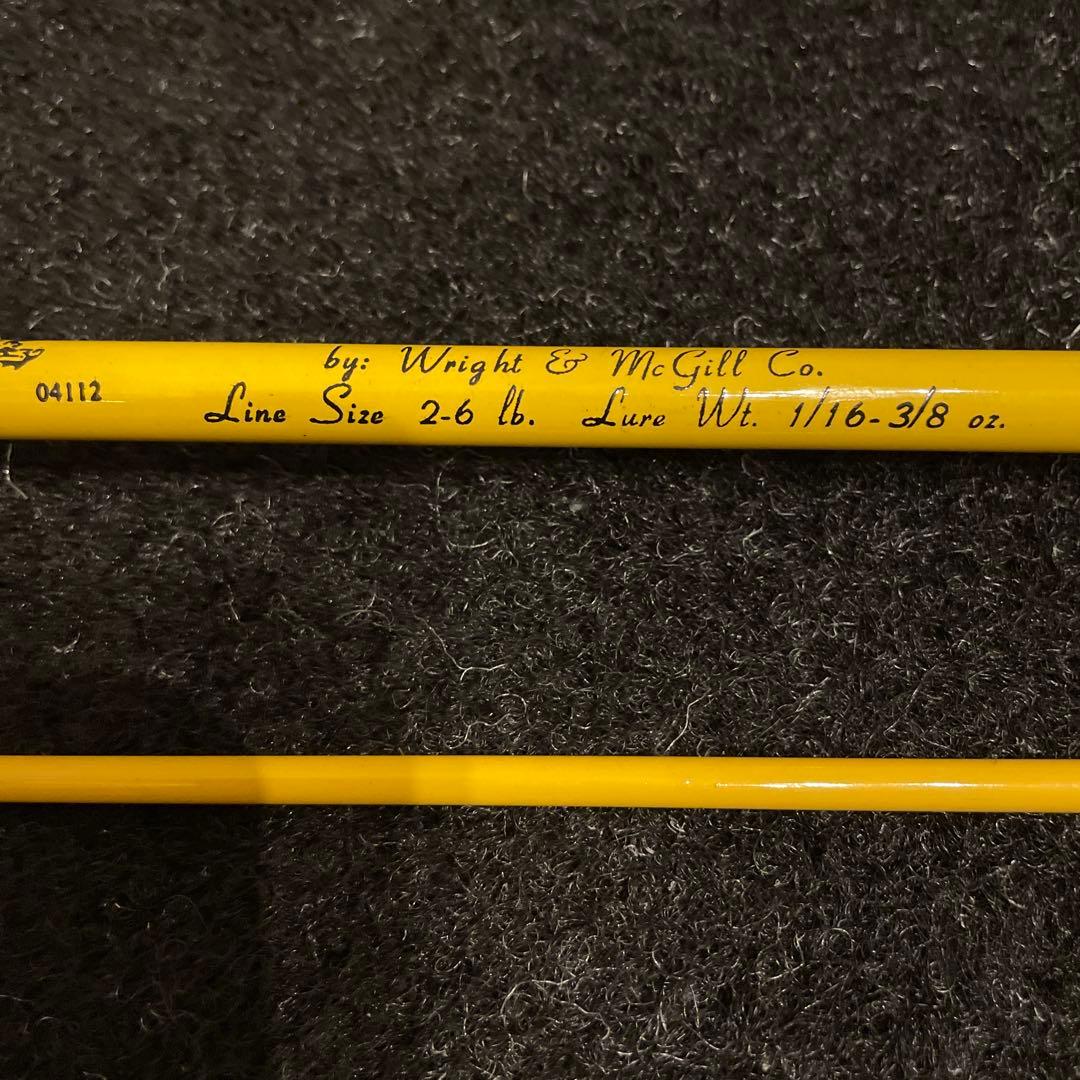 by: Wright & McGill Co.
04112
Line Size 2-6 lb. Lure Wt. 1/16-3/8 oz.